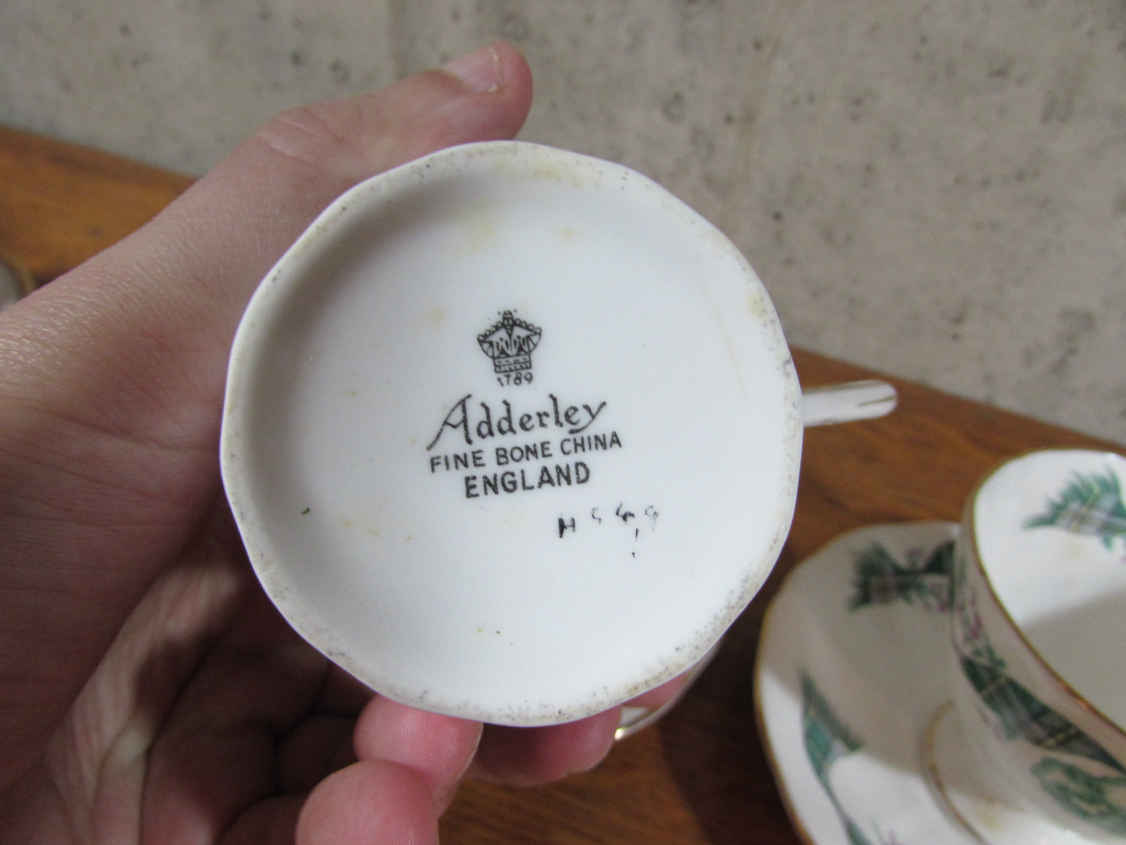 1789
Adderley
FINE BONE CHINA
ENGLAND